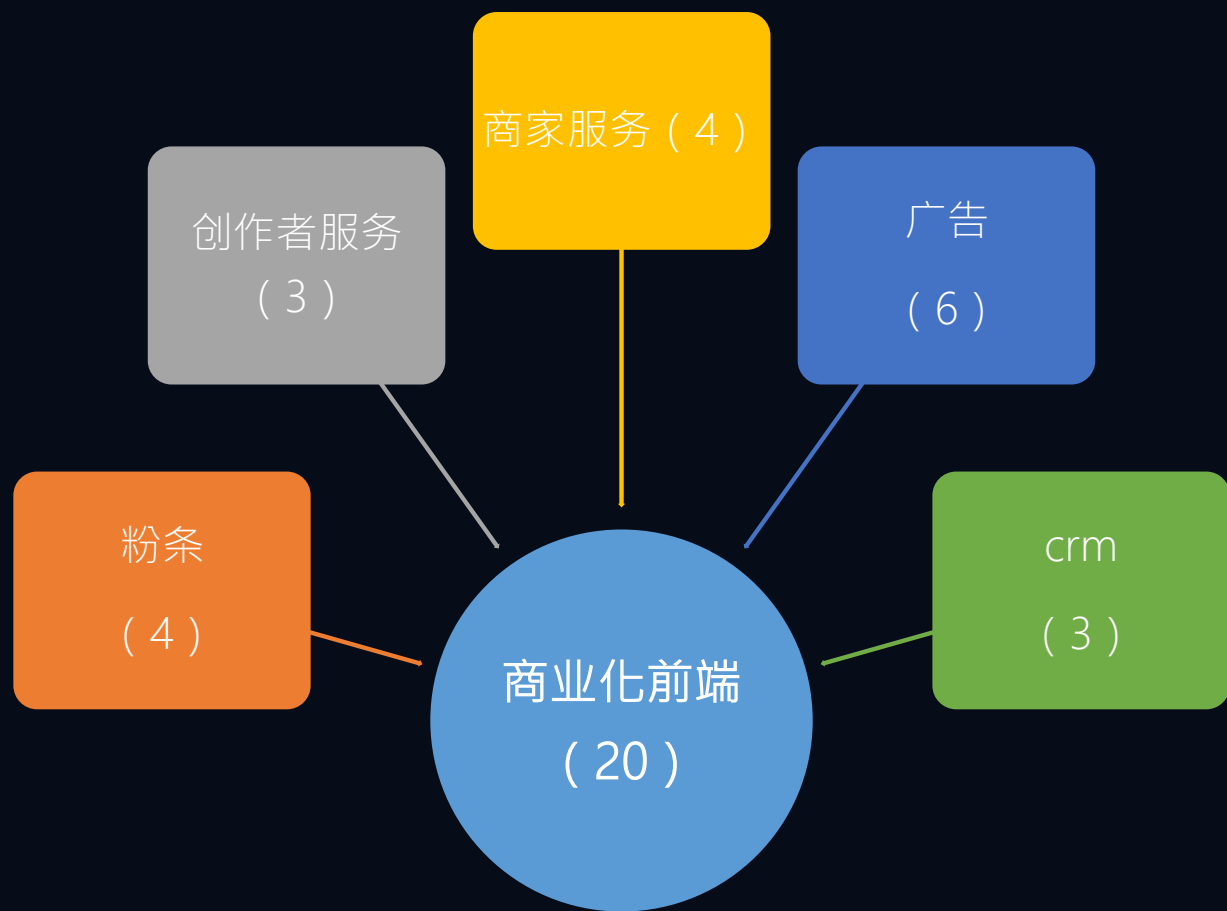 商家服务（4）
创作者服务
（3）
广告
（6）
粉条
（4）
crm
（3）
商业化前端
（20）